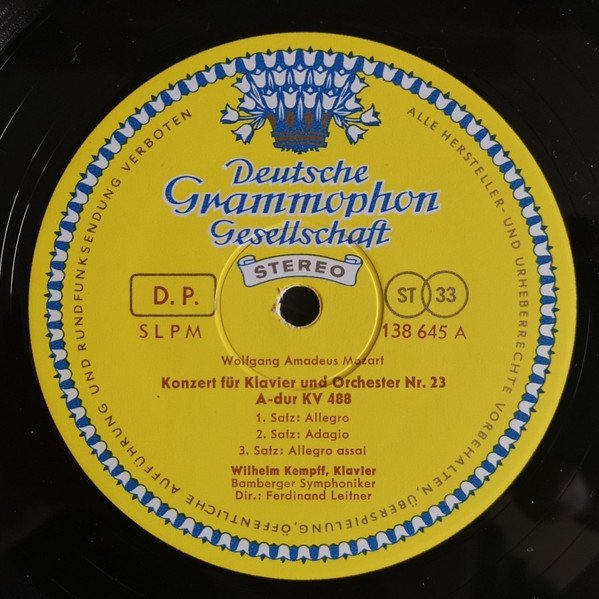 Deutsche
Grammophon
Gesellschaft
STEREO
D. P.
SLPM
ST 33
138 645 A
Wolfgang Amadeus Mozart
Konzert für Klavier und Orchester Nr. 23
A-dur KV 488
1. Satz: Allegro
2. Satz: Adagio
3. Satz: Allegro assai
Wilhelm Kempff, Klavier
Bamberger Symphoniker
Dir.: Ferdinand Leitner
ALLE HERSTELLER- UND URHEBERRECHTE VORBEHALTEN, ÜBERSPIELUNG, ÖFFENTLICHE AUFFÜHRUNG UND RUNDFUNKSENDUNG VERBOTEN